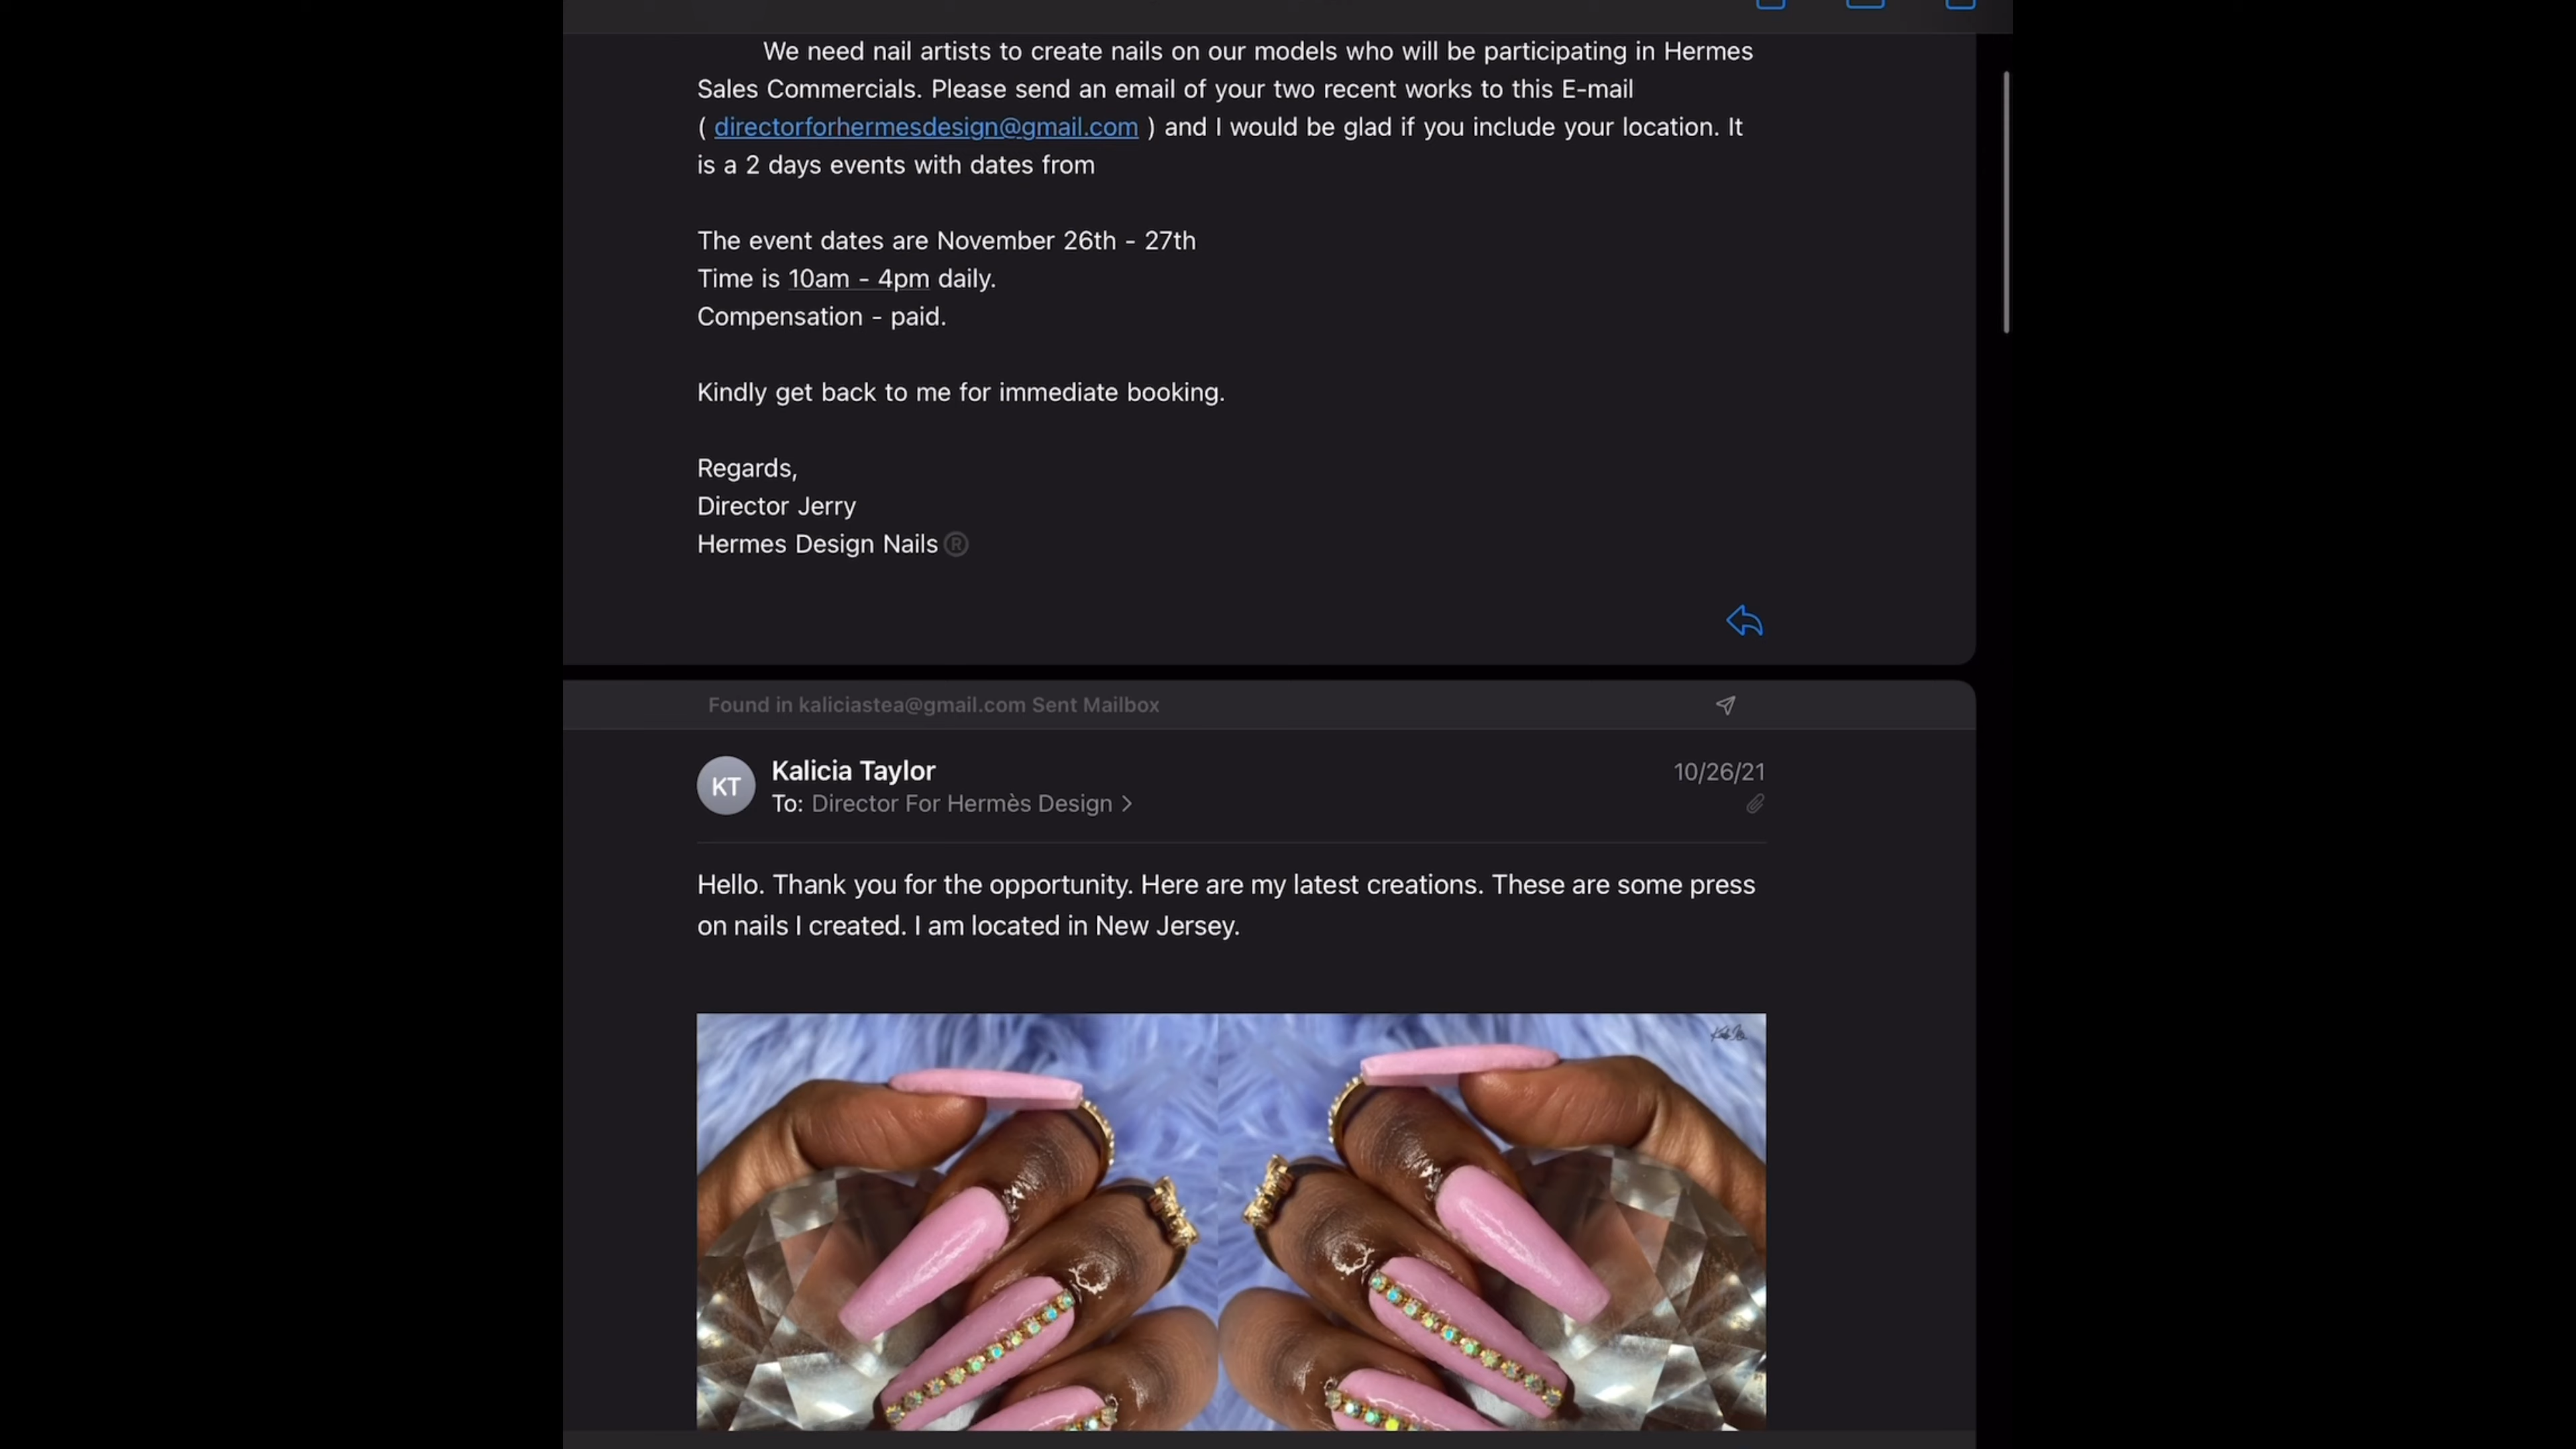 We need nail artists to create nails on our models who will be participating in Hermes
Sales Commercials. Please send an email of your two recent works to this E-mail
( directorforhermesdesign@gmail.com ) and I would be glad if you include your location. It
is a 2 days events with dates from
The event dates are November 26th - 27th
Time is 10am - 4pm daily.
Compensation - paid.
Kindly get back to me for immediate booking.
Regards,
Director Jerry
Hermes Design Nails ®
Found in kaliciastea@gmail.com Sent Mailbox
KT
Kalicia Taylor
10/26/21
To: Director For Hermès Design >
Hello. Thank you for the opportunity. Here are my latest creations. These are some press
on nails I created. I am located in New Jersey.